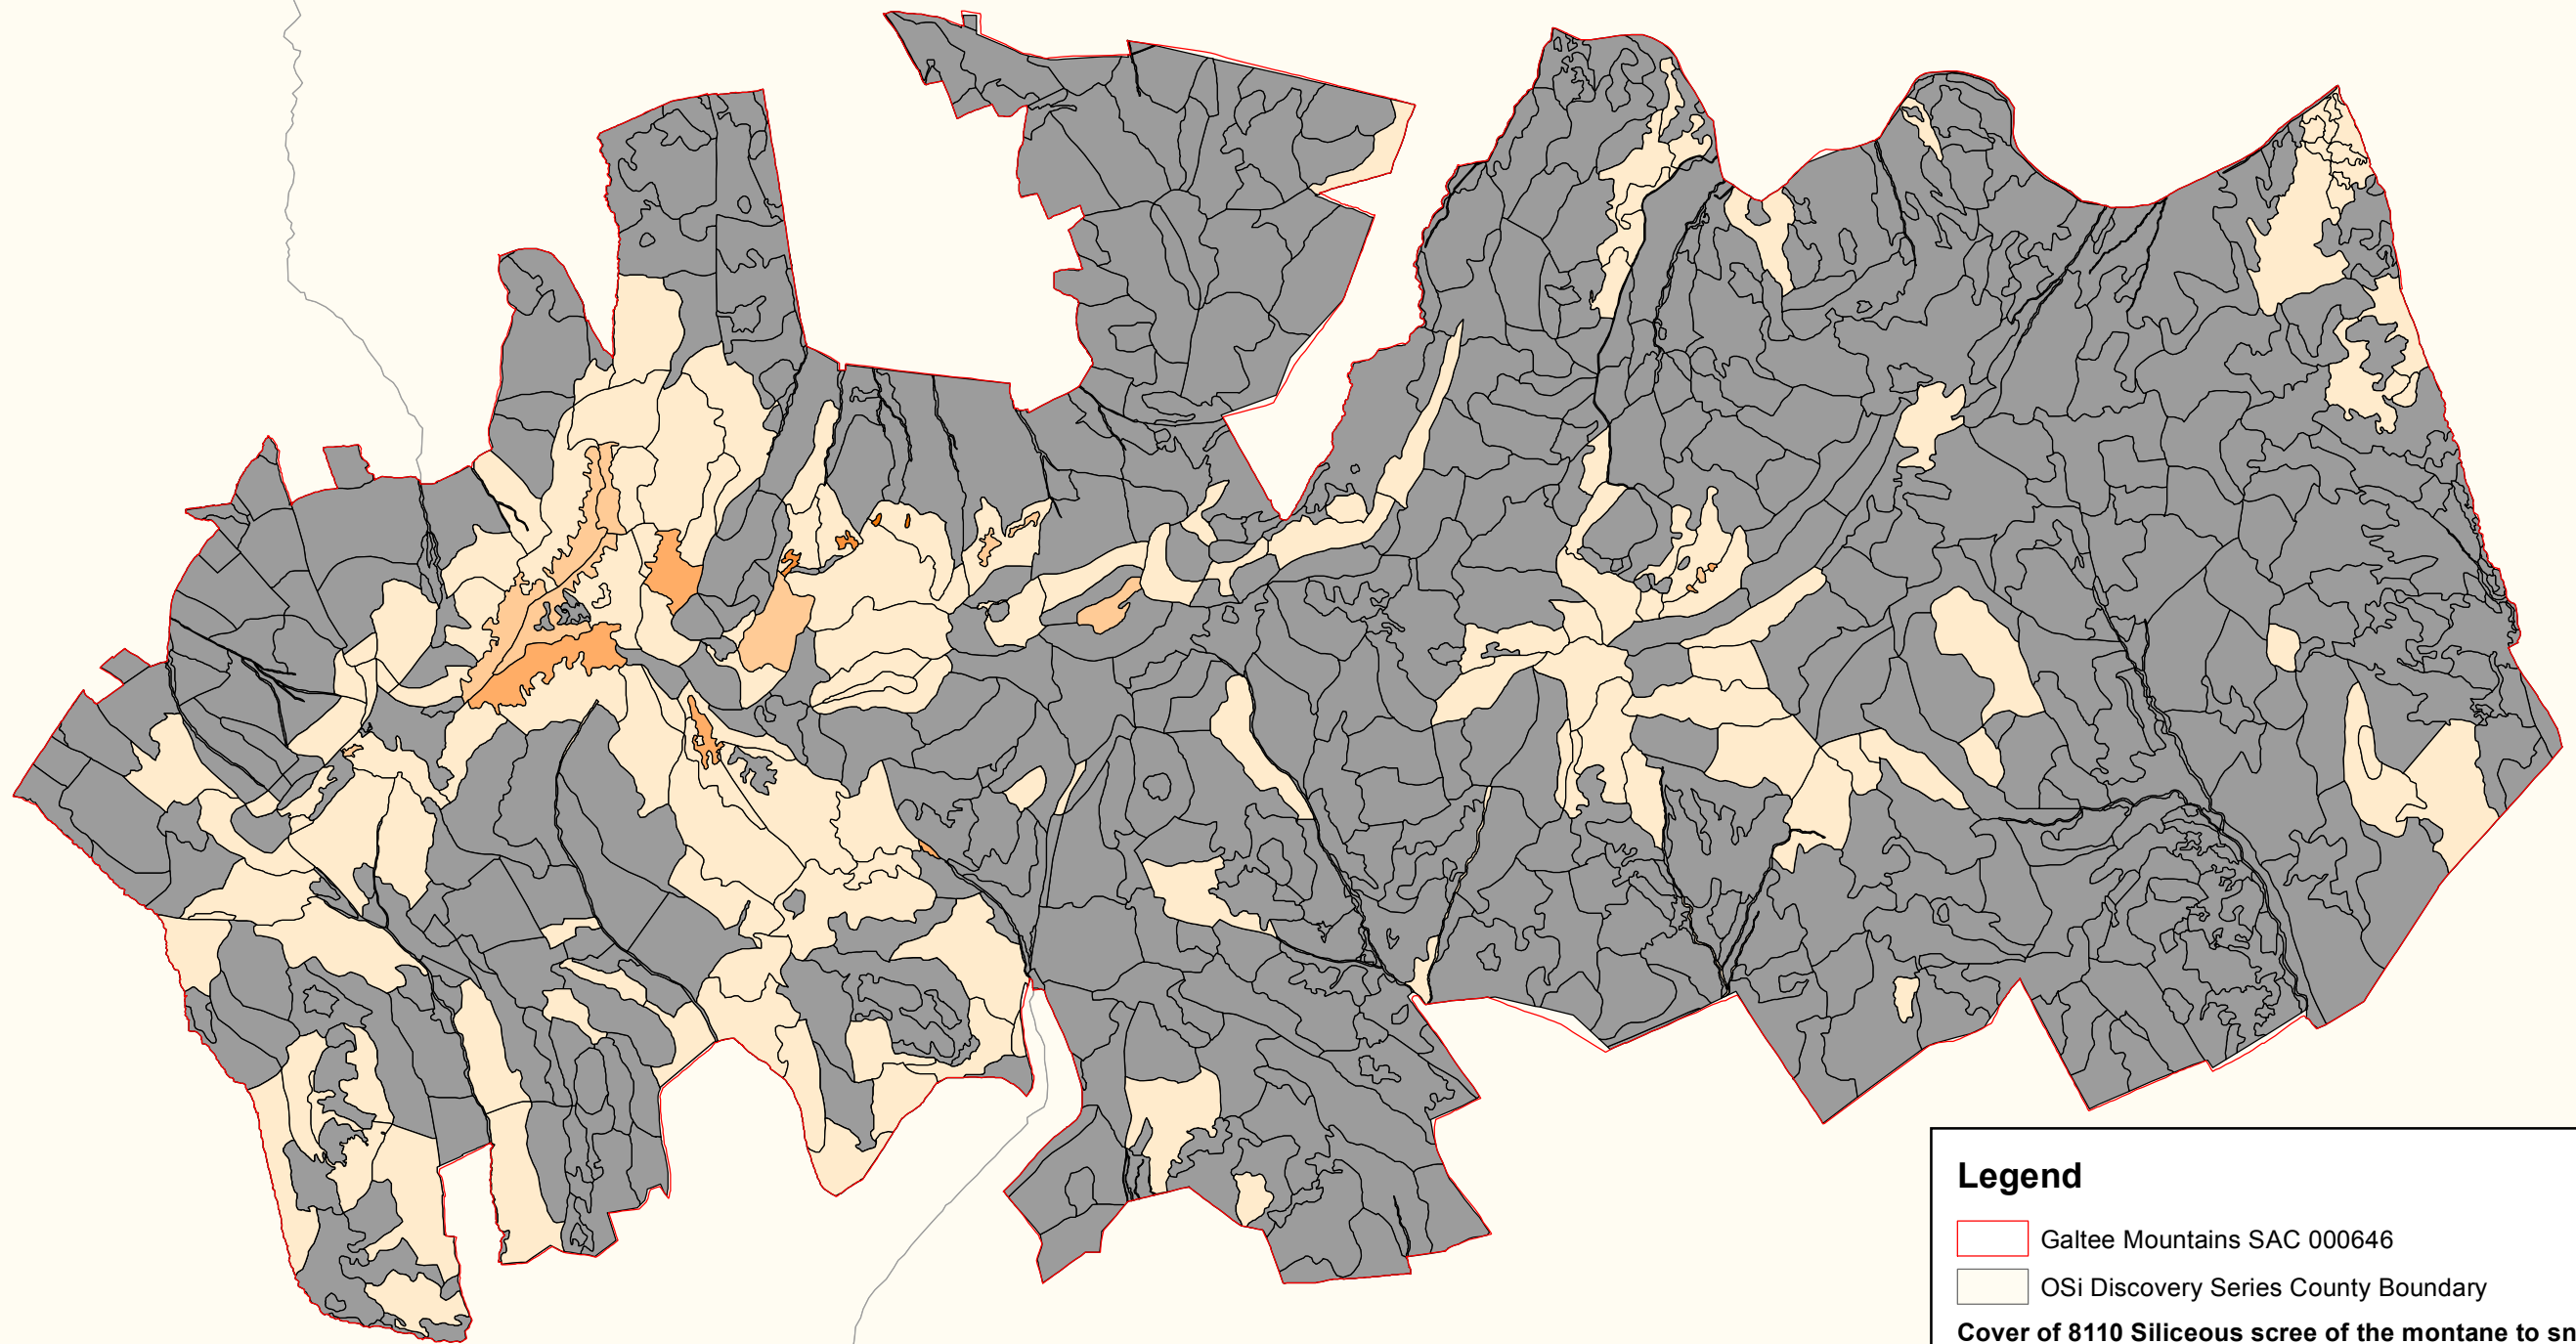 Legend
Galtee Mountains SAC 000646
OSi Discovery Series County Boundary
Cover of 8110 Siliceous scree of the montane to